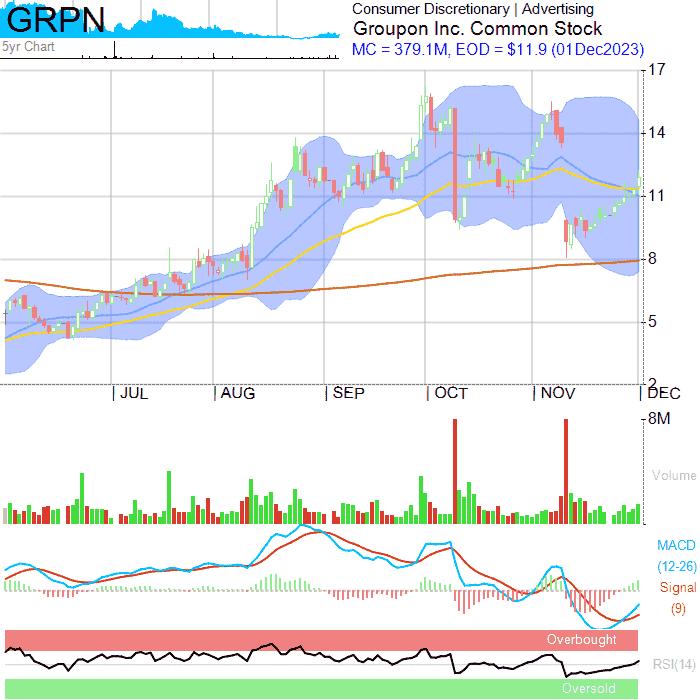 GRPN
5yr Chart
Consumer Discretionary | Advertising
Groupon Inc. Common Stock
MC = 379.1M, EOD = $11.9 (01Dec2023)
17
14
11
8
5
2
JUL
AUG
SEP
OCT
NOV
DEC
8M
Volume
MACD
(12-26)
Signal
(9)
Overbought
RSI(14)
Oversold